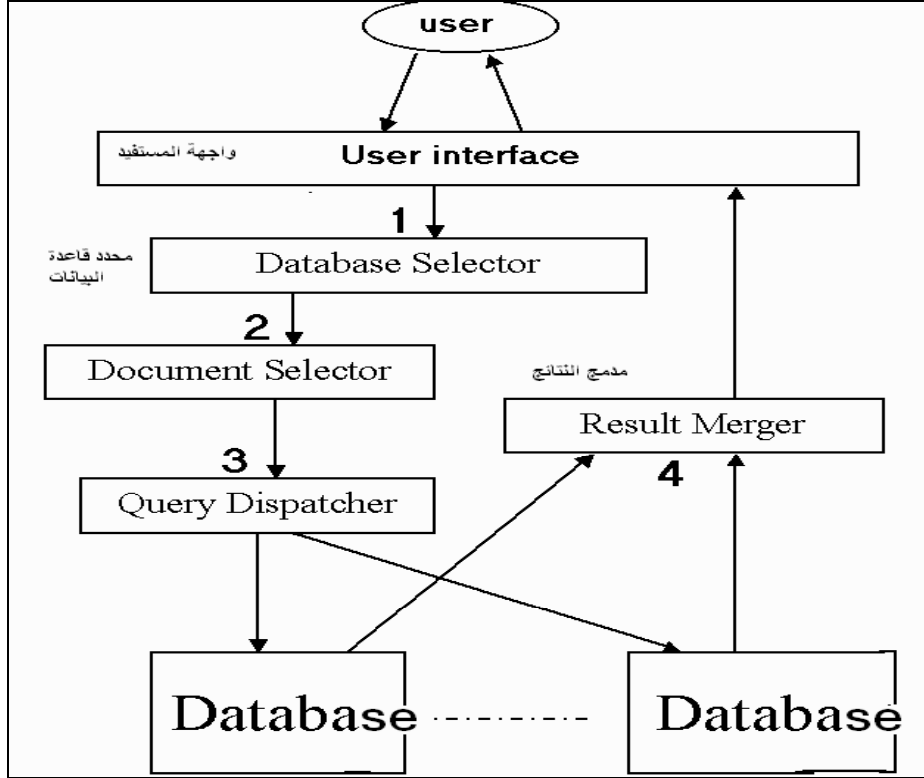 user
واجهة المستفيد
User interface
1
محدد قاعدة
البيانات
Database Selector
2
Document Selector
مدمج النتائج
Result Merger
3
4
Query Dispatcher
Database
Database